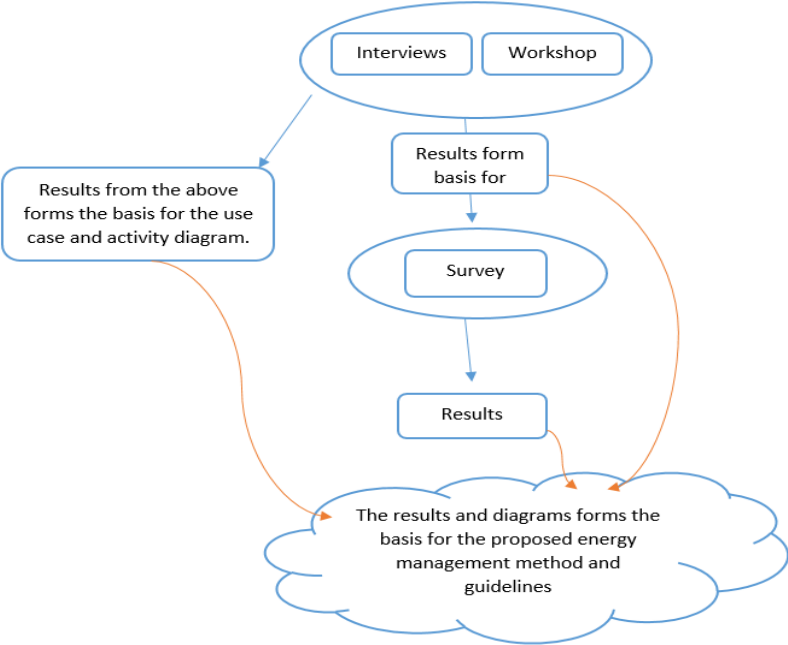 Interviews
Workshop
Results form
basis for
Results from the above
forms the basis for the use
case and activity diagram.
Survey
Results
The results and diagrams forms the
basis for the proposed energy
management method and
guidelines